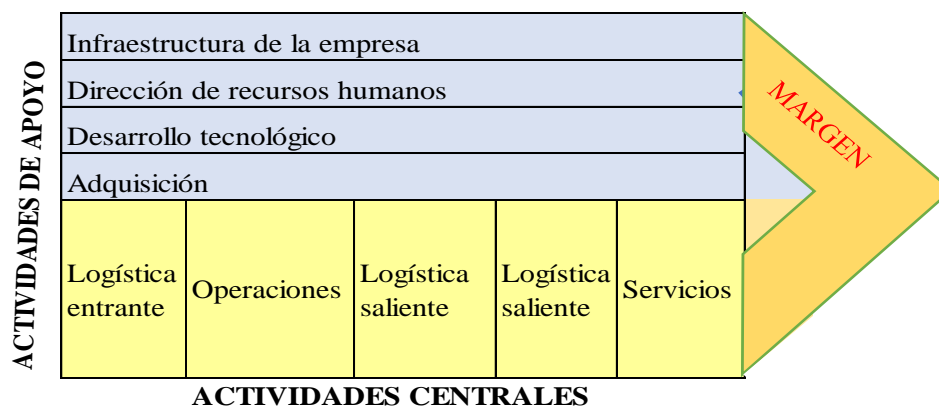 ACTIVIDADES DE APOYO
Infraestructura de la empresa
Dirección de recursos humanos
Desarrollo tecnológico
Adquisición
MARGEN
Logística
entrante
Operaciones
Logística
saliente
Logística
saliente
Servicios
ACTIVIDADES CENTRALES